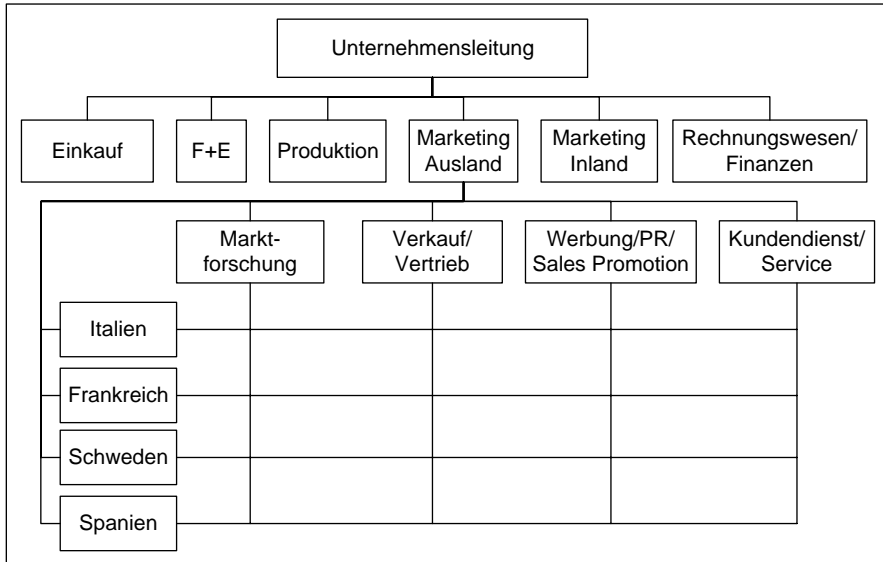 Unternehmensleitung
Einkauf
F+E
Produktion
Marketing
Ausland
Marketing
Inland
Rechnungswesen/
Finanzen
Markt-
forschung
Verkauf/
Vertrieb
Werbung/PR/
Sales Promotion
Kundendienst/
Service
Italien
Frankreich
Schweden
Spanien